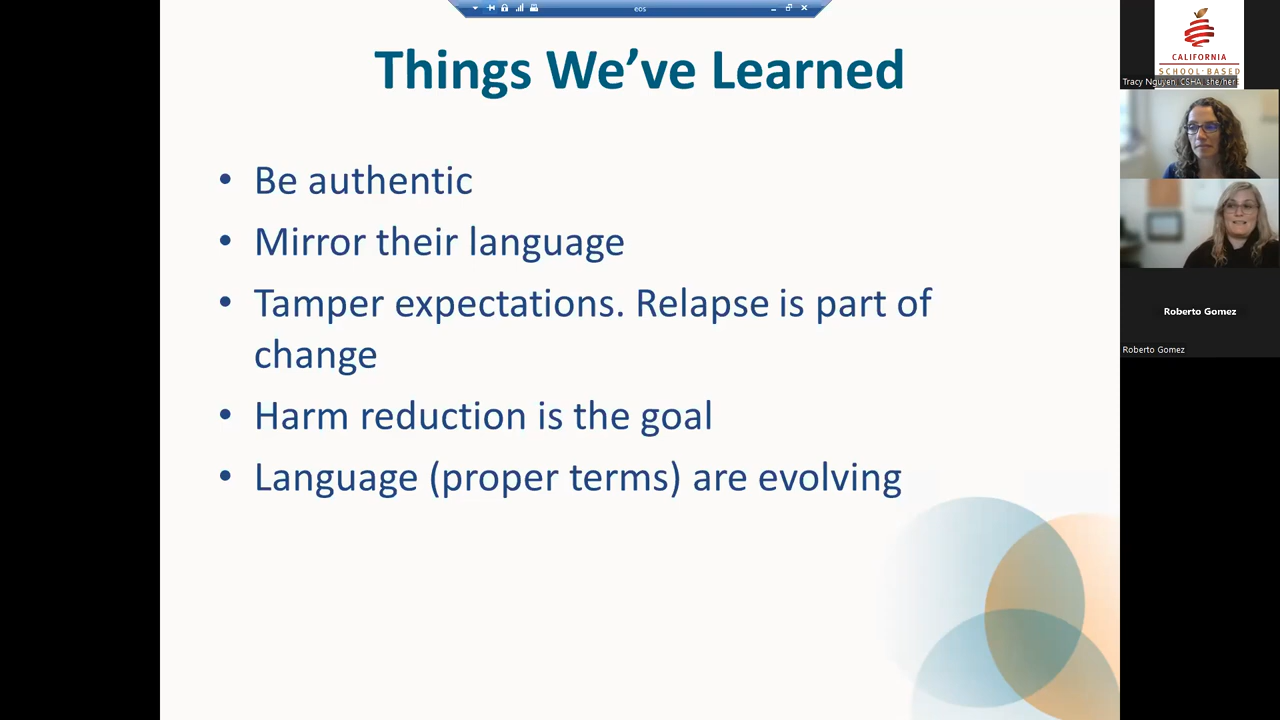 eos
Things We've Learned
• Be authentic
• Mirror their language
• Tamper expectations. Relapse is part of
change
• Harm reduction is the goal
• Language (proper terms) are evolving
CALIFORNIA
SCHOOL-BASED
Tracy Nguyen, CSHA, she/her
Roberto Gomez
Roberto Gomez